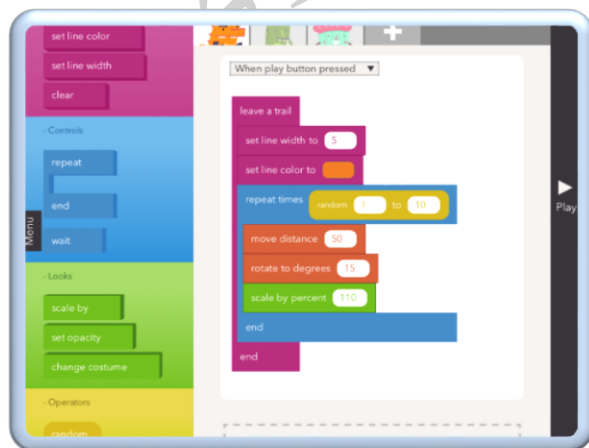 set line color
set line width
clear
- Controls
repeat
end
wait
- Looks
scale by
set opacity
change costume
- Operators
random
Menu
When play button pressed ▼
leave a trail
set line width to 5
set line color to
repeat times random 1 to 10
move distance 50
rotate to degrees 15
scale by percent 110
end
end
Play